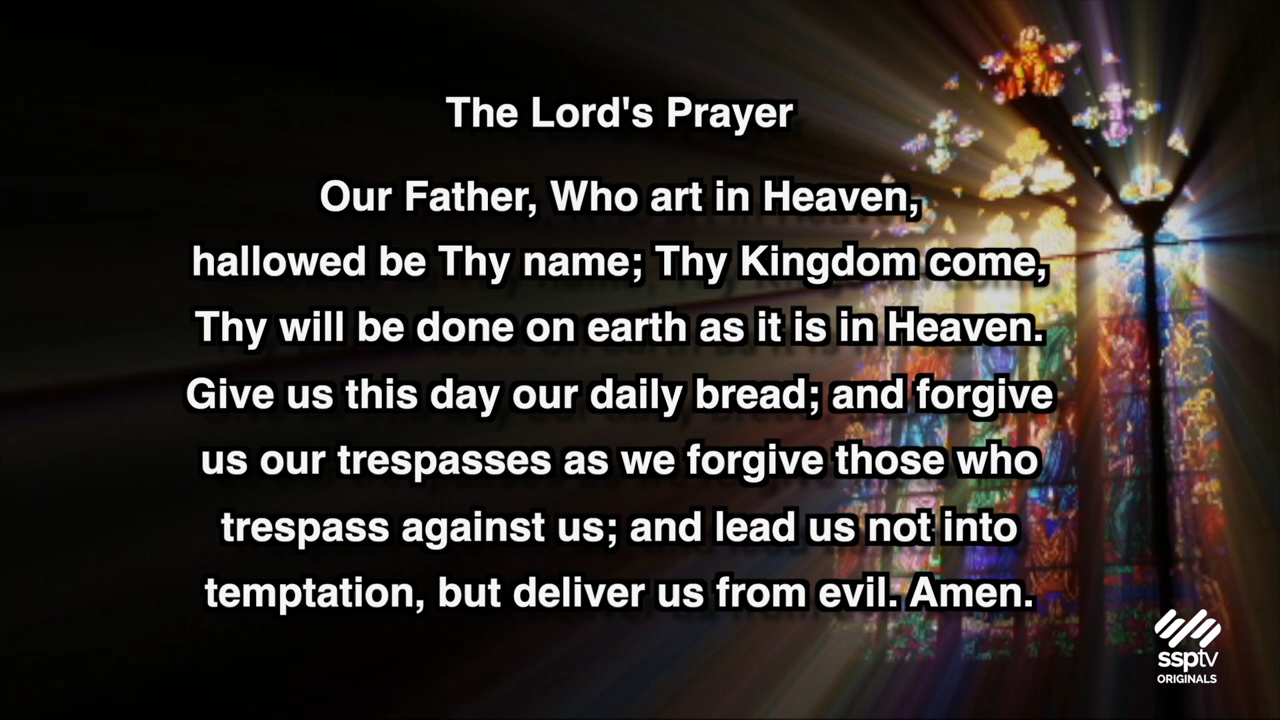 The Lord's Prayer
Our Father, Who art in Heaven,
hallowed be Thy name; Thy Kingdom come,
Thy will be done on earth as it is in Heaven.
Give us this day our daily bread; and forgive
us our trespasses as we forgive those who
trespass against us; and lead us not into
temptation, but deliver us from evil. Amen.
ssptv
ORIGINALS